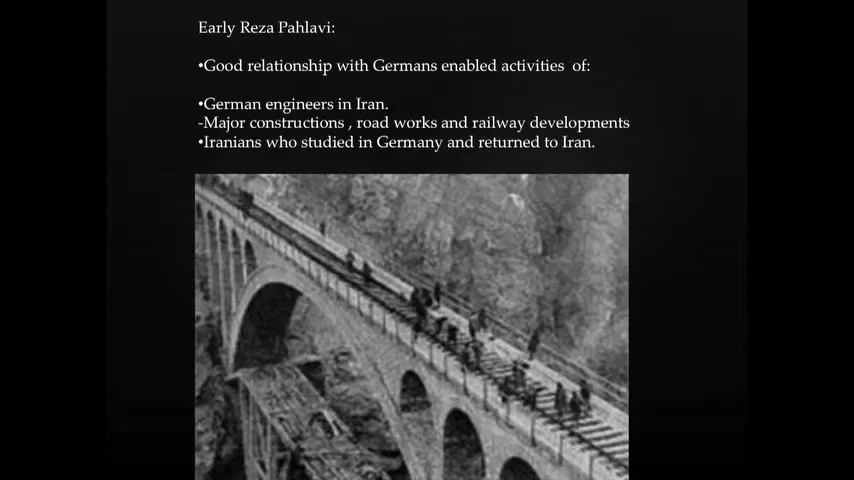 Early Reza Pahlavi:
•Good relationship with Germans enabled activities  of:
•German engineers in Iran.
-Major constructions , road works and railway developments
•Iranians who studied in Germany and returned to Iran.